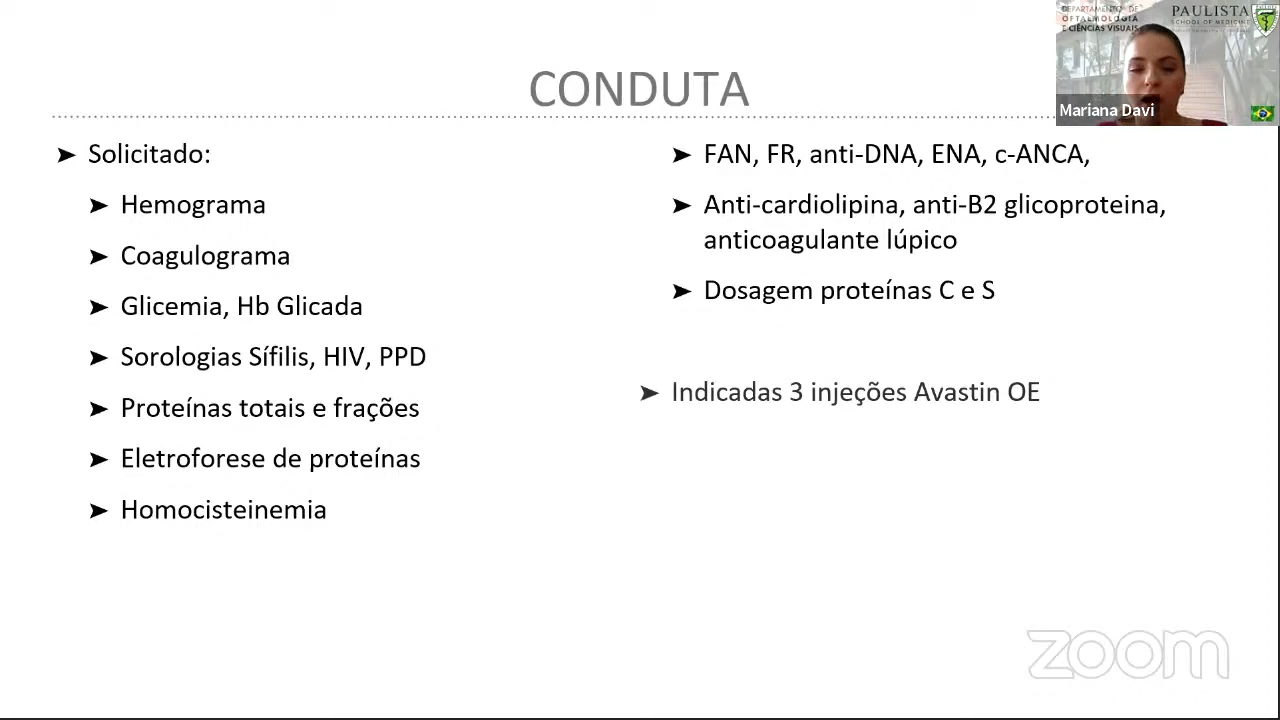 CONDUTA
➤ Solicitado:
➤ Hemograma
➤ Coagulograma
➤ Glicemia, Hb Glicada
➤ Sorologias Sífilis, HIV, PPD
➤ Proteínas totais e frações
➤ Eletroforese de proteínas
➤ Homocisteinemia
➤ FAN, FR, anti-DNA, ENA, c-ANCA,
➤ Anti-cardiolipina, anti-B2 glicoproteina,
anticoagulante lúpico
➤ Dosagem proteínas C e S
➤ Indicadas 3 injeções Avastin OE
DEPARTAMENTO DE
OFTALMOLOGIA
E CIÊNCIAS VISUAIS
PAULISTA
SCHOOL OF MEDICINE
Mariana Davi
zoom